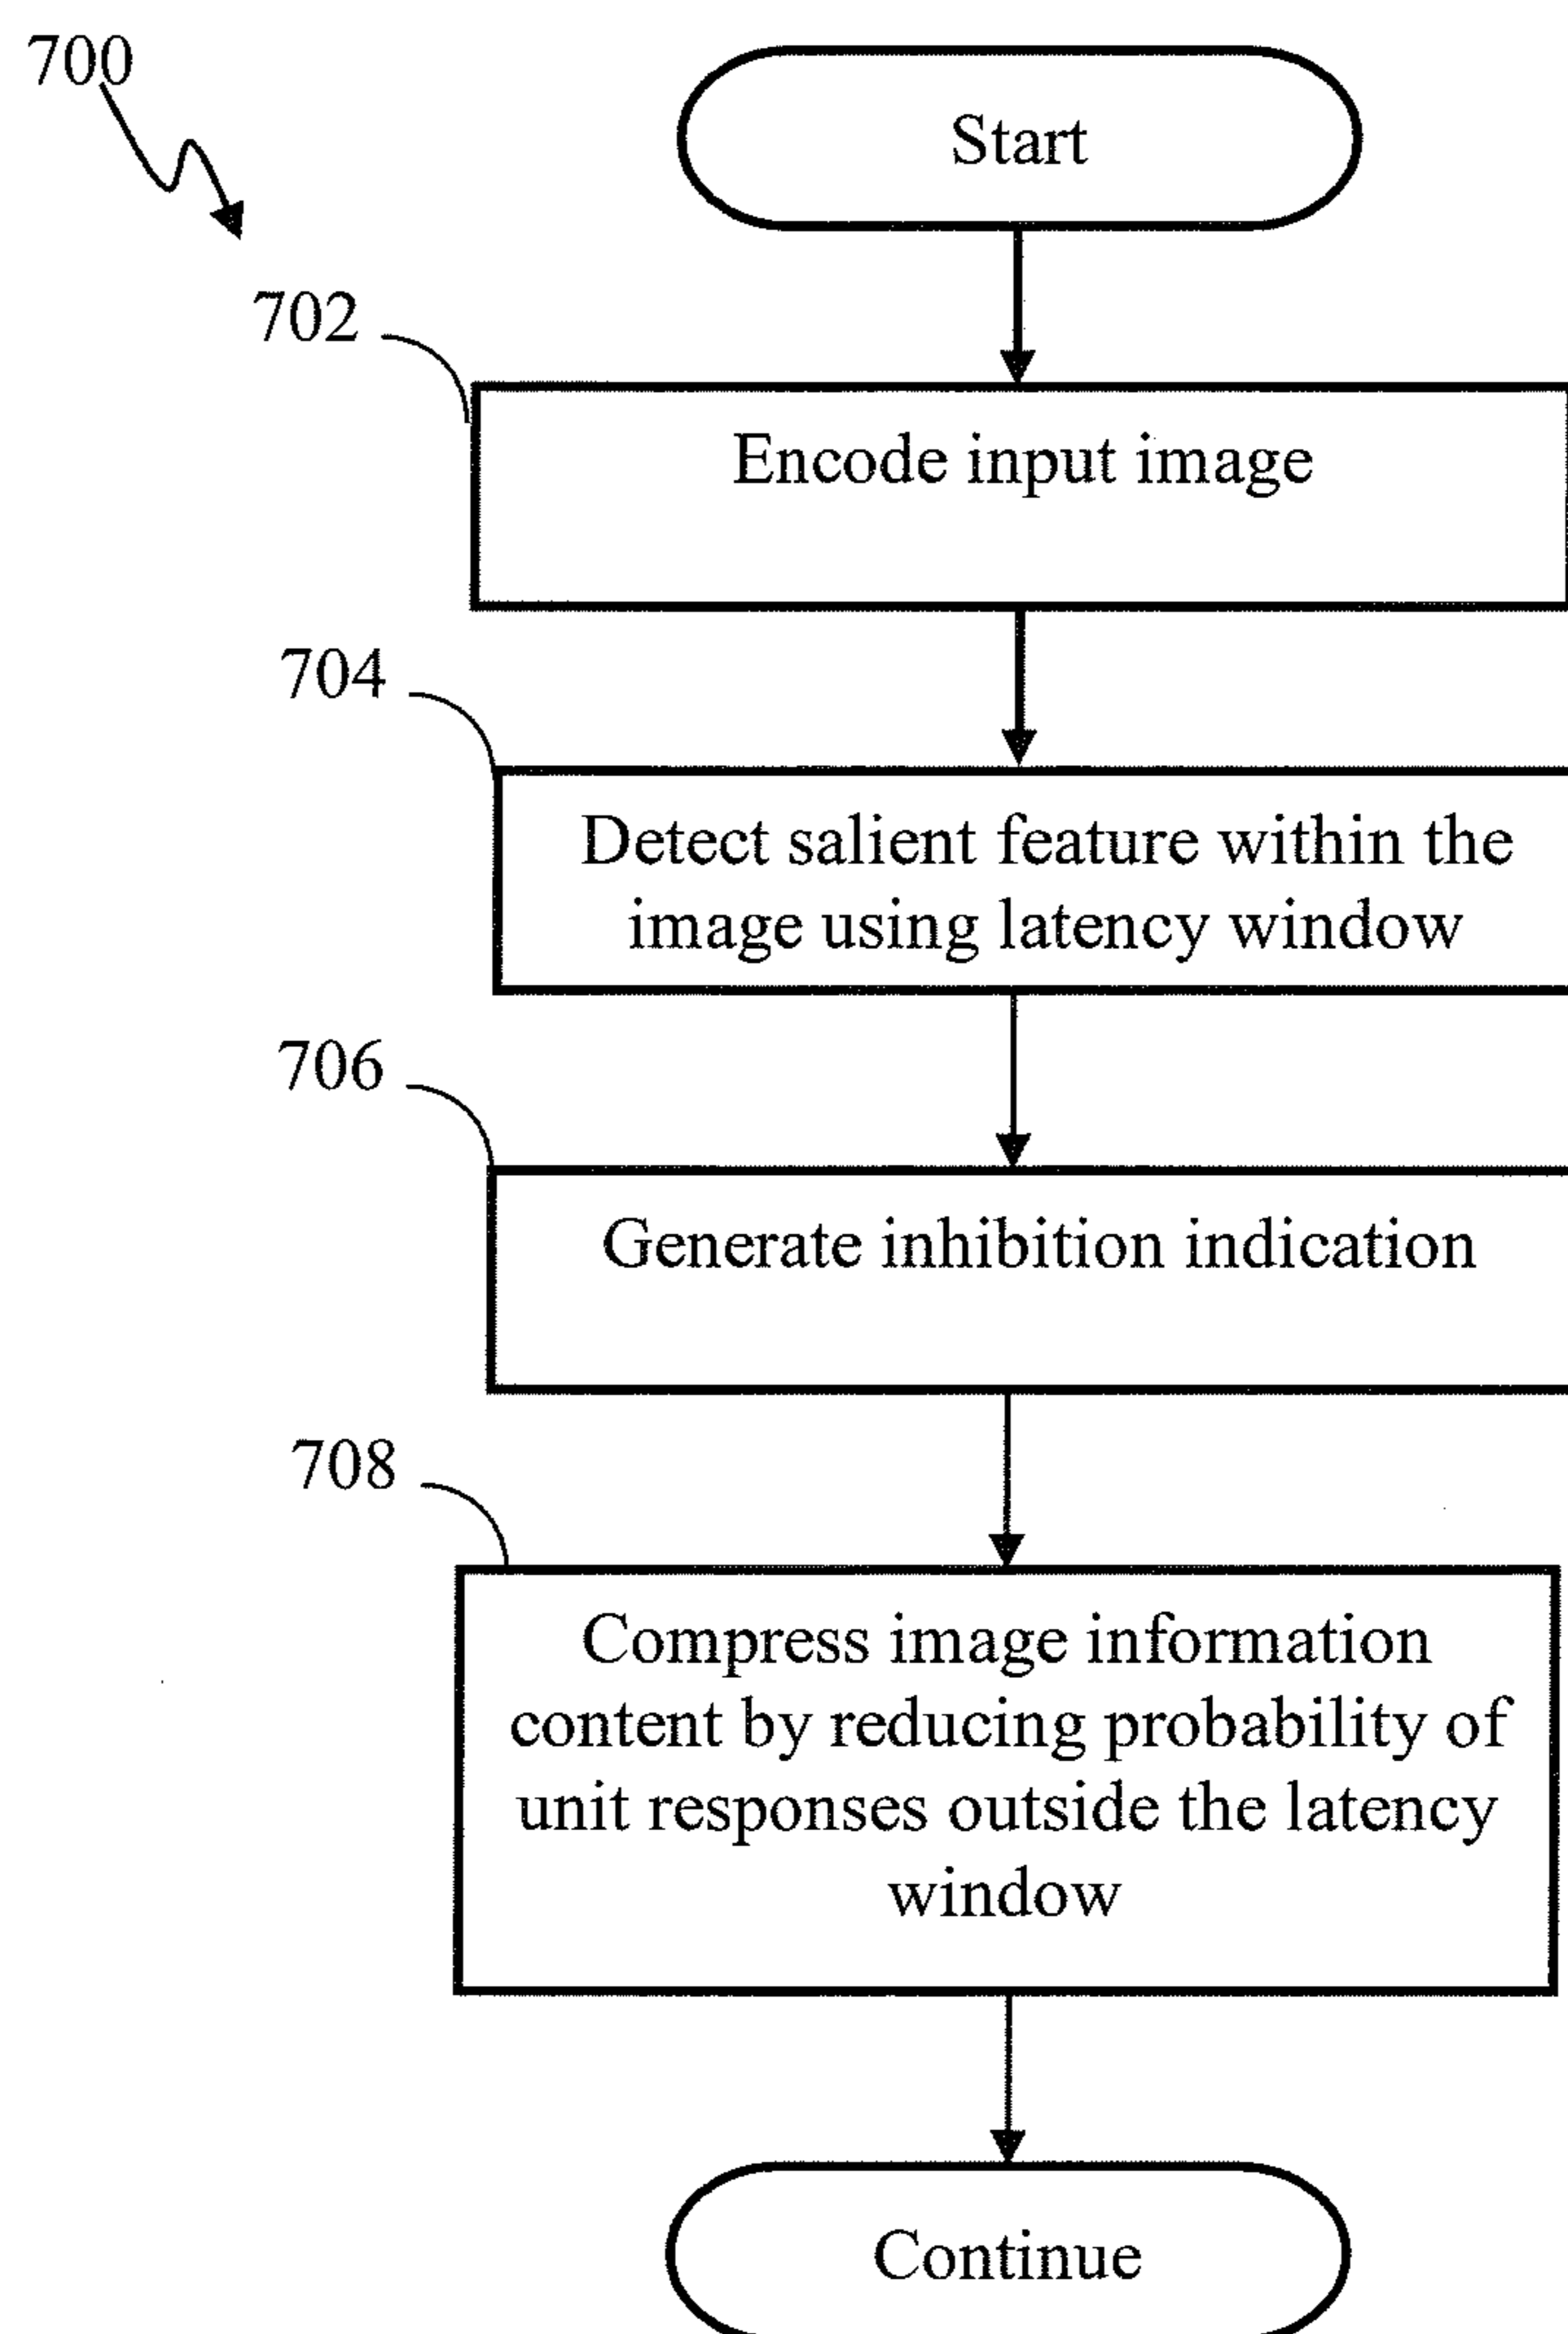 700
Start
702
Encode input image
704
Detect salient feature within the
image using latency window
706
Generate inhibition indication
708
Compress image information
content by reducing probability of
unit responses outside the latency
window
Continue